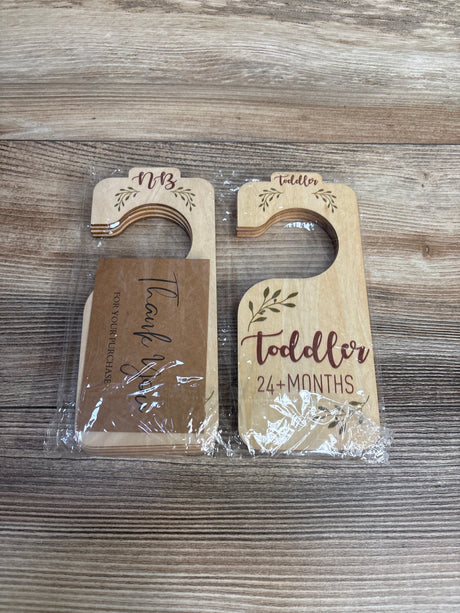 NB
Thank You
FOR YOUR PURCHASE
Toddler
Toddler
24+MONTHS